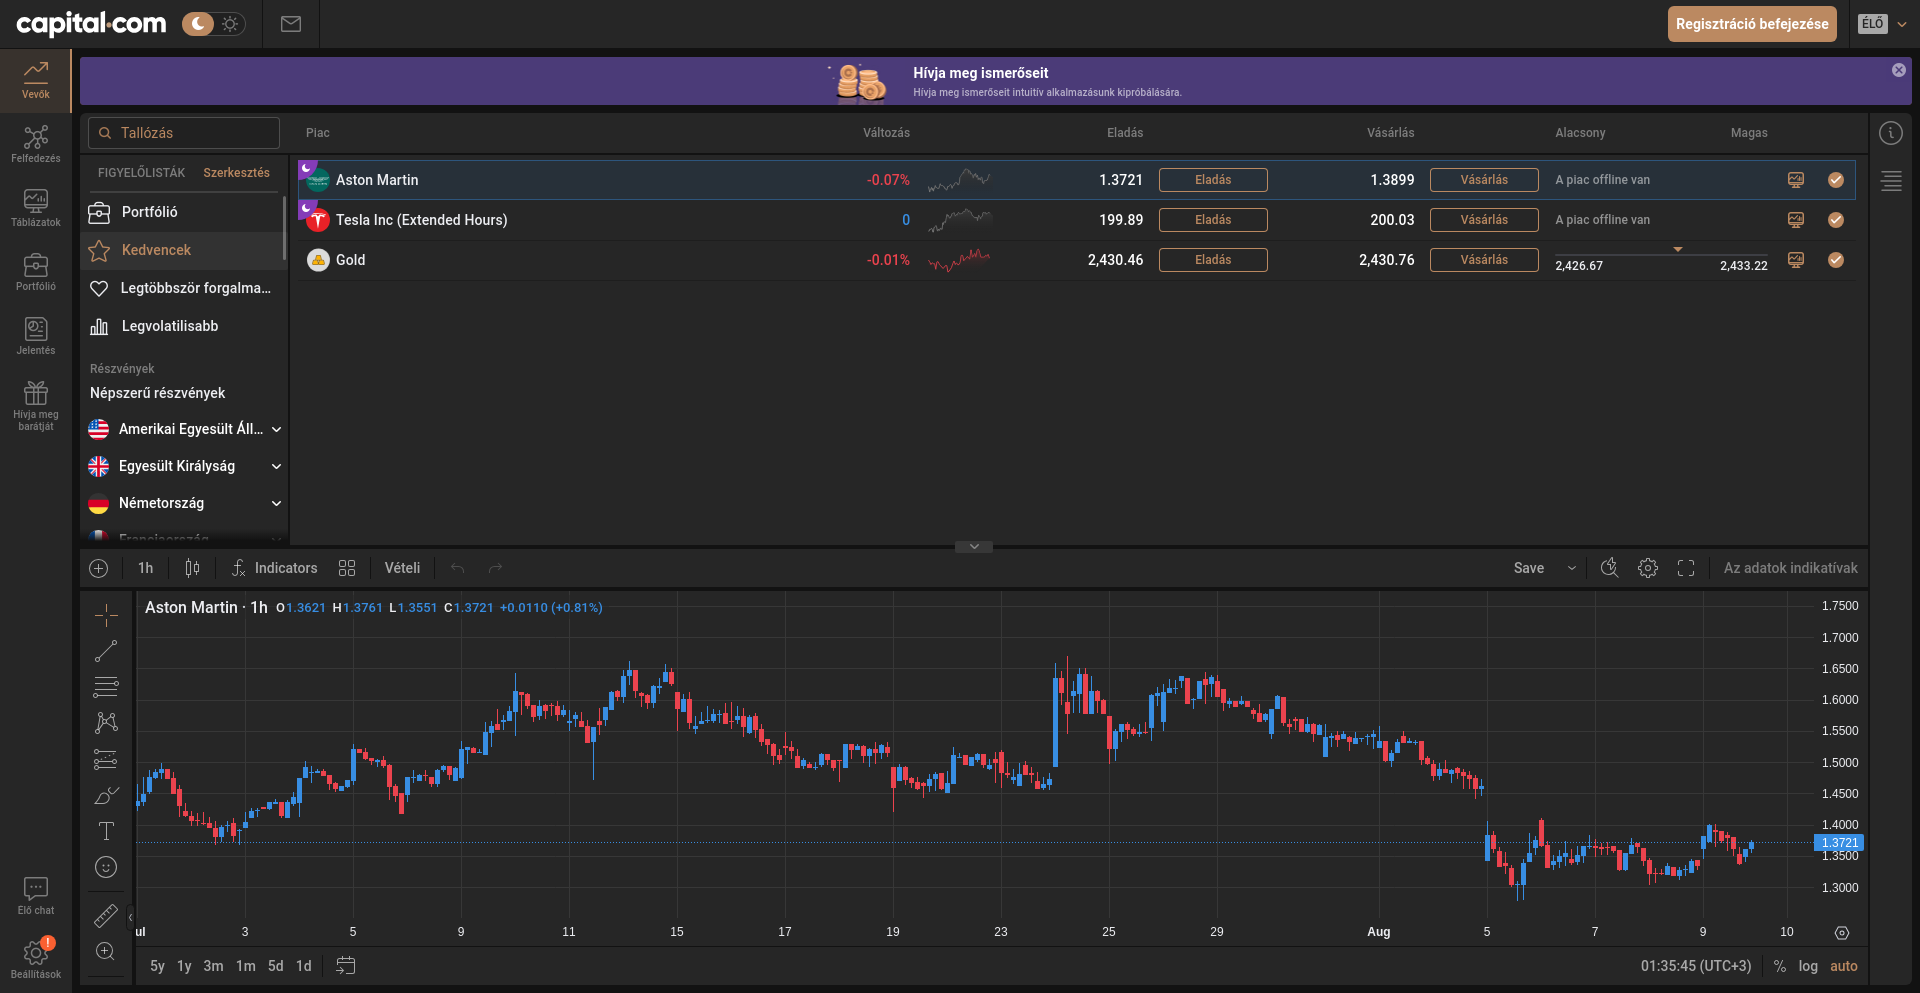 capital.com
Regisztráció befejezése
ÉLŐ
Vevők
Felfedezés
Táblázatok
Portfólió
Jelentés
Hívja meg
barátját
Élő chat
Beállítások
!
Hívja meg ismerőseit
Hívja meg ismerőseit intuitív alkalmazásunk kipróbálására.
Tallózás
Piac Változás Eladás Vásárlás Alacsony Magas
FIGYELŐLISTÁK Szerkesztés
Portfólió
Kedvencek
Legtöbbször forgalma...
Legvolatilisabb
Részvények
Népszerű részvények
Amerikai Egyesült Áll...
Egyesült Királyság
Németország
Franciaország
Aston Martin -0.07% 1.3721 Eladás 1.3899 Vásárlás A piac offline van
Tesla Inc (Extended Hours) 0 199.89 Eladás 200.03 Vásárlás A piac offline van
Gold -0.01% 2,430.46 Eladás 2,430.76 Vásárlás 2,426.67 2,433.22
1h Indicators Vételi Save Az adatok indikatívak
Aston Martin · 1h O1.3621 H1.3761 L1.3551 C1.3721 +0.0110 (+0.81%)
1.7500
1.7000
1.6500
1.6000
1.5500
1.5000
1.4500
1.4000
1.3721
1.3500
1.3000
ul 3 5 9 11 15 17 19 23 25 29 Aug 5 7 9 10
5y 1y 3m 1m 5d 1d 01:35:45 (UTC+3) % log auto